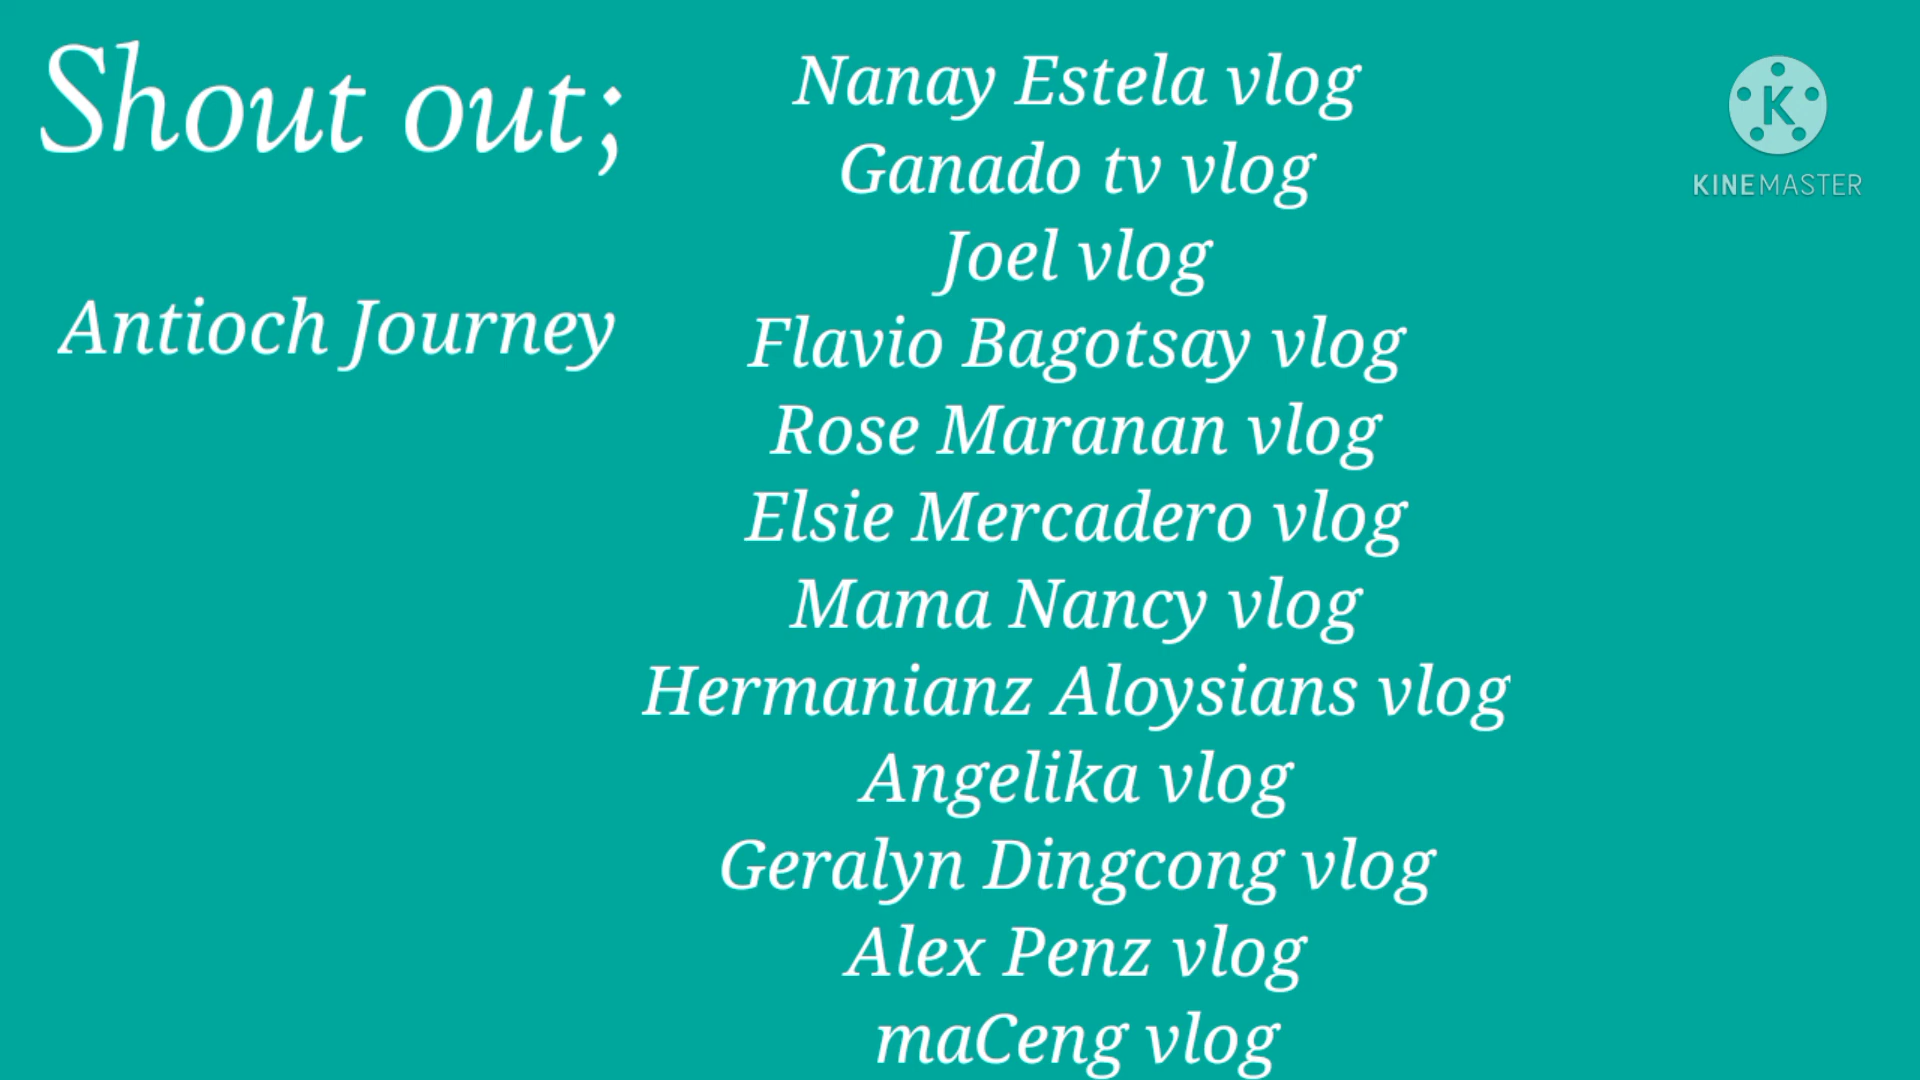 Shout out;
Antioch Journey
Nanay Estela vlog
Ganado tv vlog
Joel vlog
Flavio Bagotsay vlog
Rose Maranan vlog
Elsie Mercadero vlog
Mama Nancy vlog
Hermanianz Aloysians vlog
Angelika vlog
Geralyn Dingcong vlog
Alex Penz vlog
maCeng vlog
K
KINEMASTER